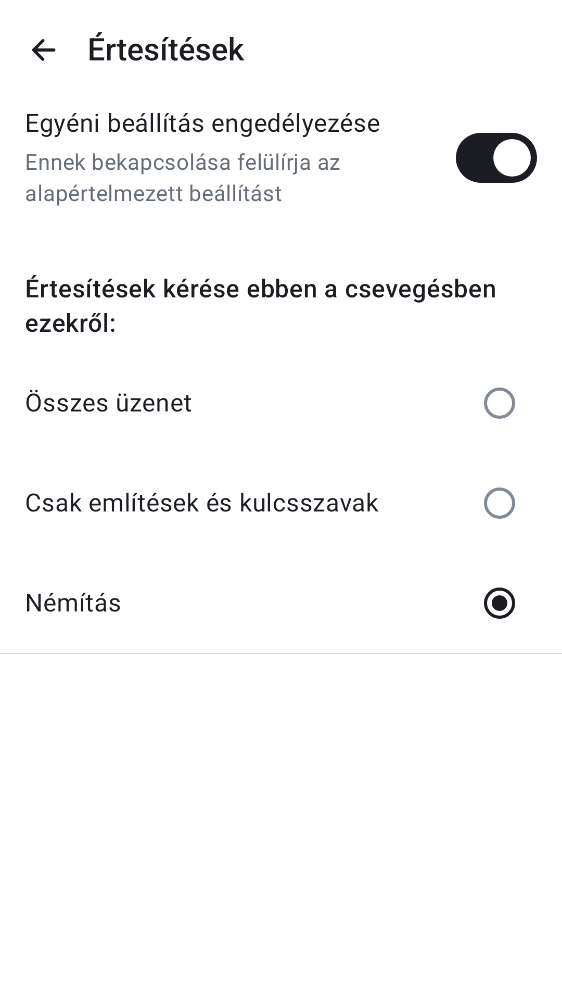 Értesítések
Egyéni beállítás engedélyezése
Ennek bekapcsolása felülírja az
alapértelmezett beállítást
Értesítések kérése ebben a csevegésben
ezekről:
Összes üzenet
Csak említések és kulcsszavak
Némítás